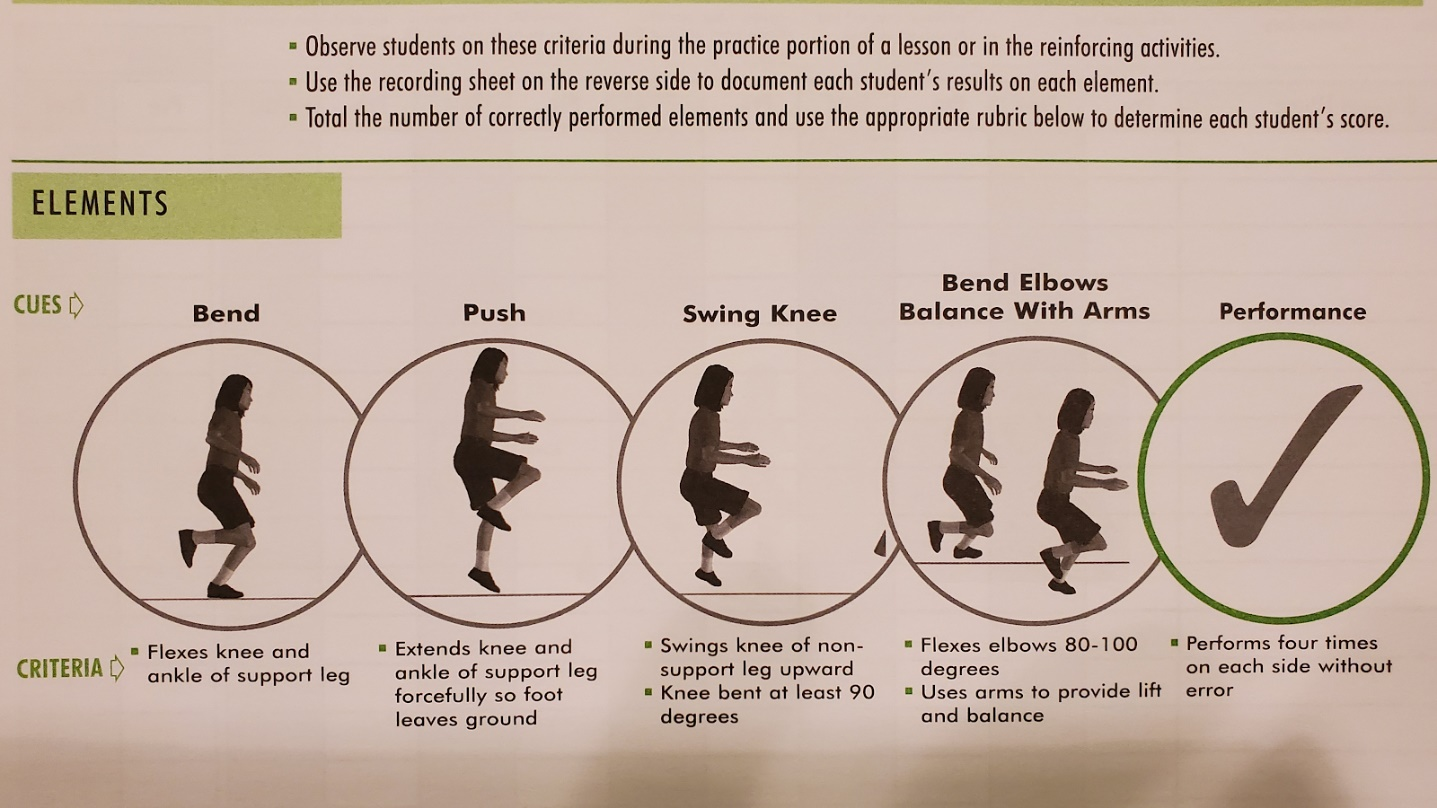 ▪ Observe students on these criteria during the practice portion of a lesson or in the reinforcing activities.
▪ Use the recording sheet on the reverse side to document each student's results on each element.
▪ Total the number of correctly performed elements and use the appropriate rubric below to determine each student's score.
ELEMENTS
CUES
Bend
Push
Swing Knee
Bend Elbows
Balance With Arms
Performance
CRITERIA
▪ Flexes knee and
ankle of support leg
▪ Extends knee and
ankle of support leg
forcefully so foot
leaves ground
▪ Swings knee of non-
support leg upward
▪ Knee bent at least 90
degrees
▪ Flexes elbows 80-100
degrees
▪ Uses arms to provide lift
and balance
▪ Performs four times
on each side without
error